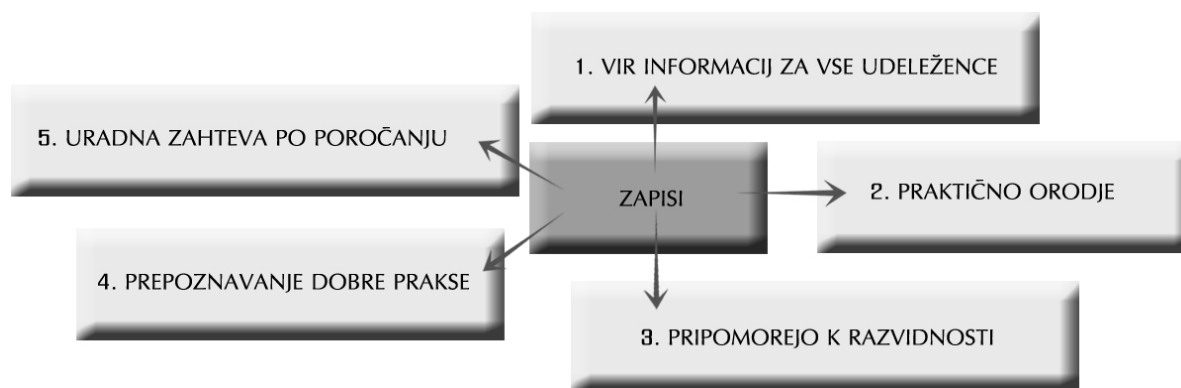 1. VIR INFORMACIJ ZA VSE UDELEŽENCE
5. URADNA ZAHTEVA PO POROČANJU
ZAPISI
2. PRAKTIČNO ORODJE
4. PREPOZNAVANJE DOBRE PRAKSE
3. PRIPOMOREJO K RAZVIDNOSTI